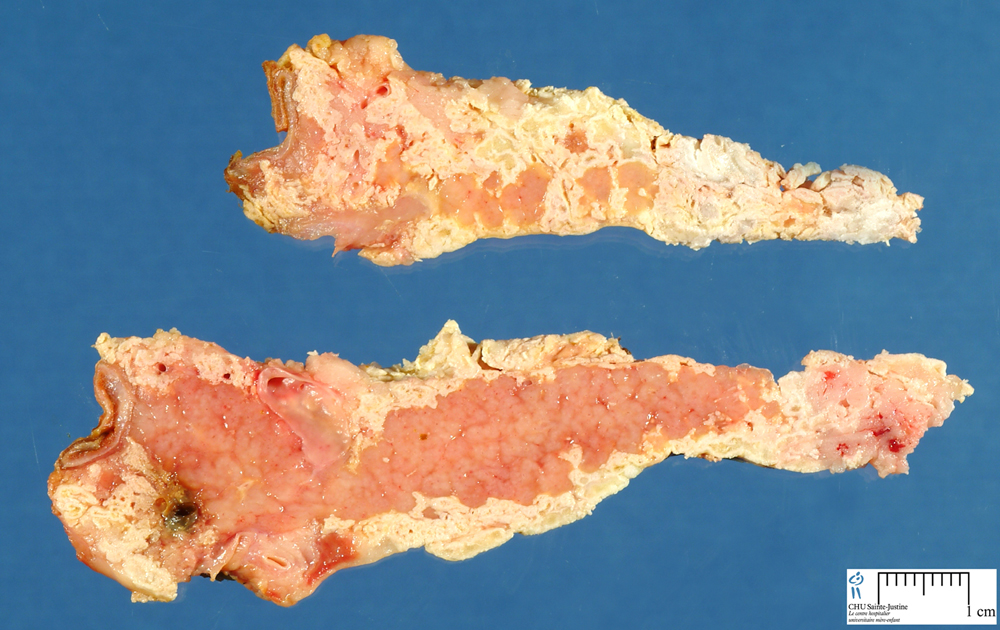 1 cm
CHU Sainte-Justine
Le centre hospitalier
universitaire mère-enfant